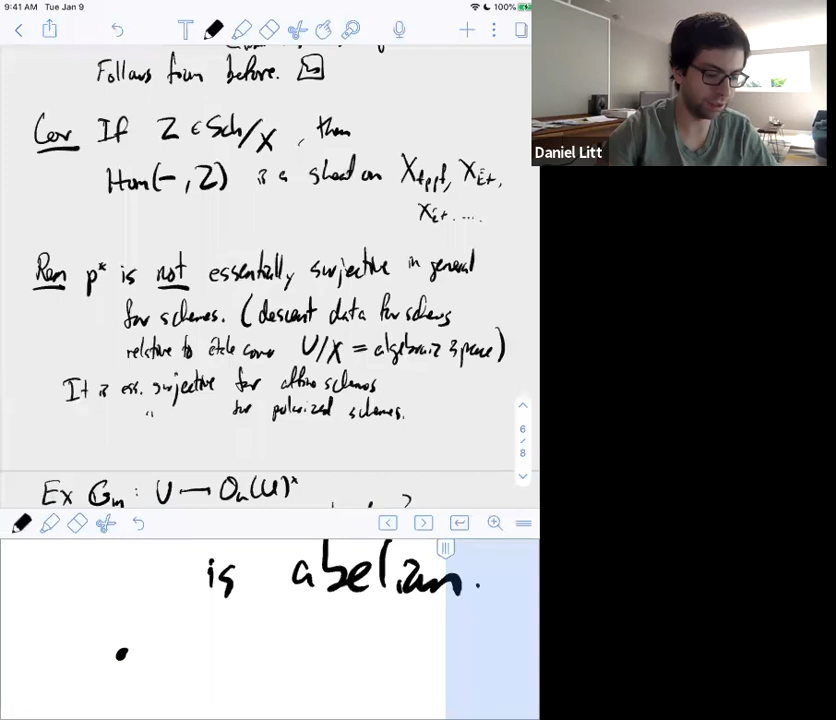 9:41 AM Tue Jan 9
100%
Follows from before.
Cor If Z ∈ Sch/X, then
Hom(-, Z) is a sheaf on X_fppf, X_Ét,
X_ét ....
Rem p* is not essentially surjective in general
for schemes. (descent data for schems
relative to étale cover U/X = algebraic space)
It is ess. surjective for affine schemes
" for polarized schemes.
6
/
8
Ex G_m : U → O_u(U)^x
?
is abelian.
Daniel Litt